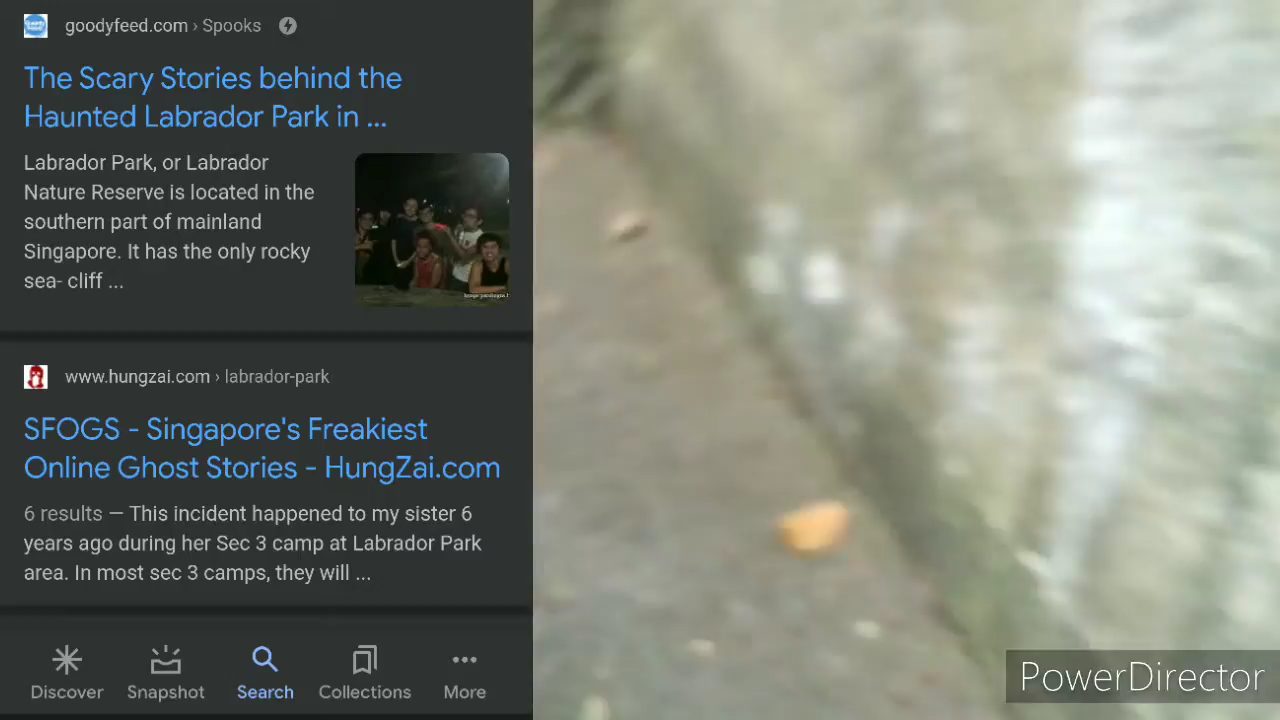 goodyfeed.com › Spooks
The Scary Stories behind the
Haunted Labrador Park in ...
Labrador Park, or Labrador
Nature Reserve is located in the
southern part of mainland
Singapore. It has the only rocky
sea- cliff ...
www.hungzai.com › labrador-park
SFOGS - Singapore's Freakiest
Online Ghost Stories - HungZai.com
6 results — This incident happened to my sister 6
years ago during her Sec 3 camp at Labrador Park
area. In most sec 3 camps, they will ...
Discover Snapshot Search Collections More
PowerDirector